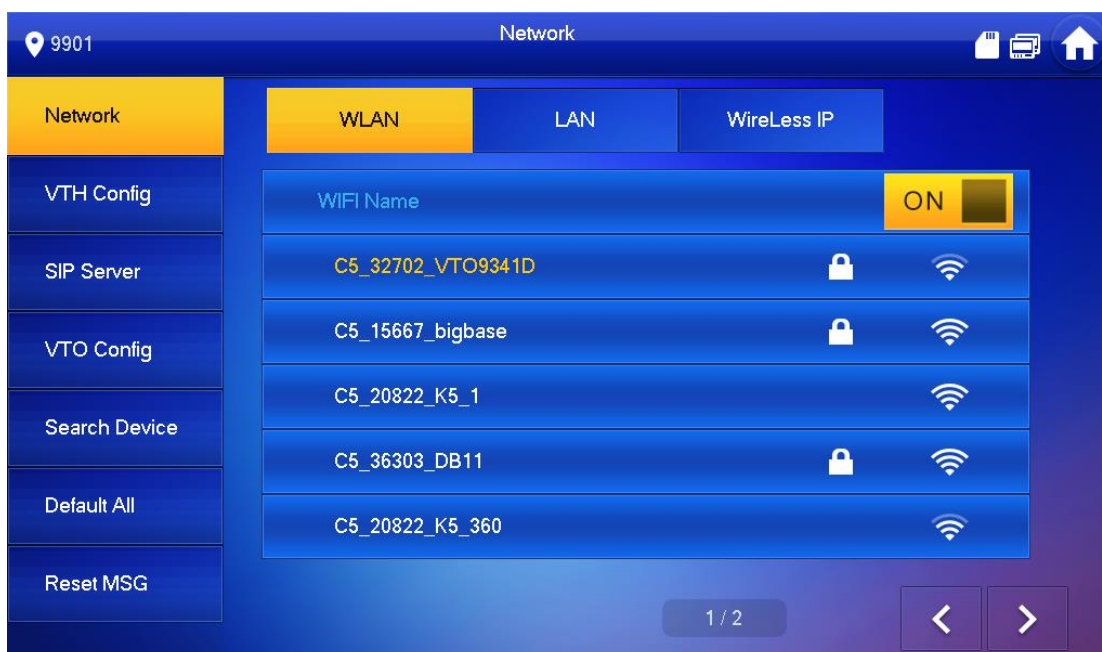 9901
Network
Network
WLAN
LAN
WireLess IP
VTH Config
WIFI Name
ON
SIP Server
C5_32702_VTO9341D
VTO Config
C5_15667_bigbase
C5_20822_K5_1
Search Device
C5_36303_DB11
Default All
C5_20822_K5_360
Reset MSG
1 / 2